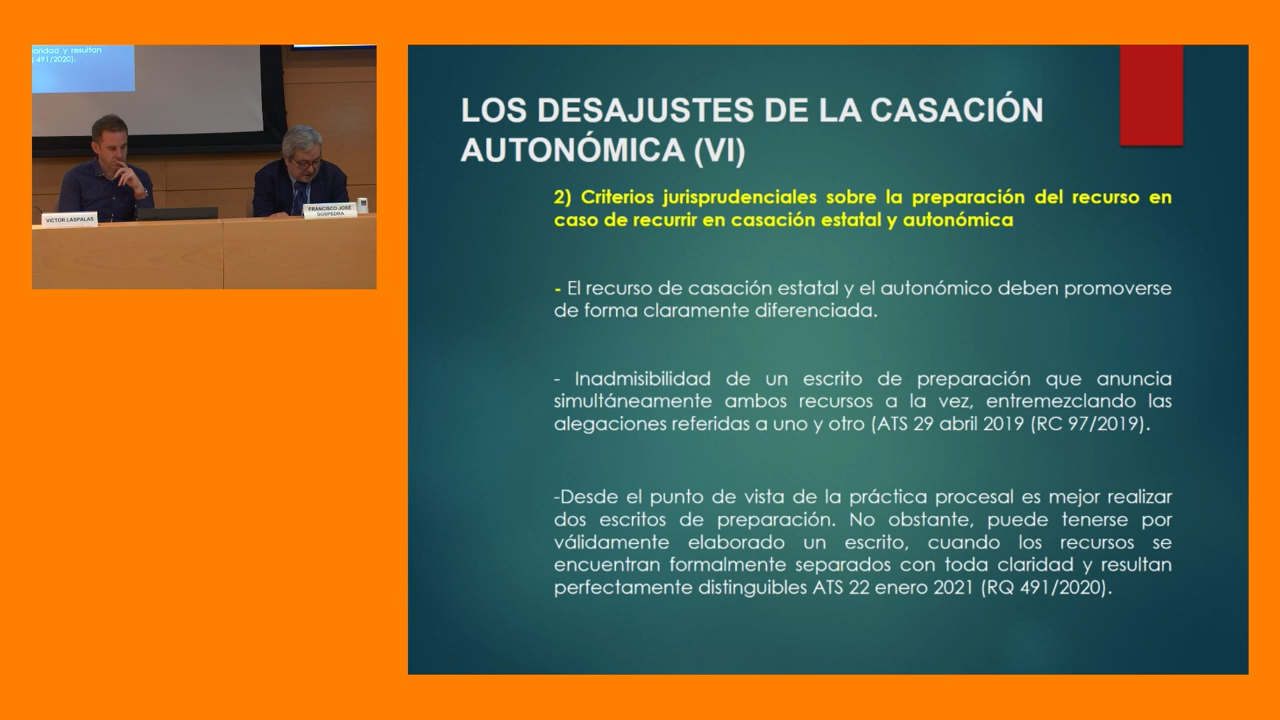 aridad y resultan
491/2020).
VICTOR LASPALAS
FRANCISCO JOSÉ
SOSPEDRA
LOS DESAJUSTES DE LA CASACIÓN
AUTONÓMICA (VI)
2) Criterios jurisprudenciales sobre la preparación del recurso en
caso de recurrir en casación estatal y autonómica
- El recurso de casación estatal y el autonómico deben promoverse
de forma claramente diferenciada.
- Inadmisibilidad de un escrito de preparación que anuncia
simultáneamente ambos recursos a la vez, entremezclando las
alegaciones referidas a uno y otro (ATS 29 abril 2019 (RC 97/2019).
-Desde el punto de vista de la práctica procesal es mejor realizar
dos escritos de preparación. No obstante, puede tenerse por
válidamente elaborado un escrito, cuando los recursos se
encuentran formalmente separados con toda claridad y resultan
perfectamente distinguibles ATS 22 enero 2021 (RQ 491/2020).